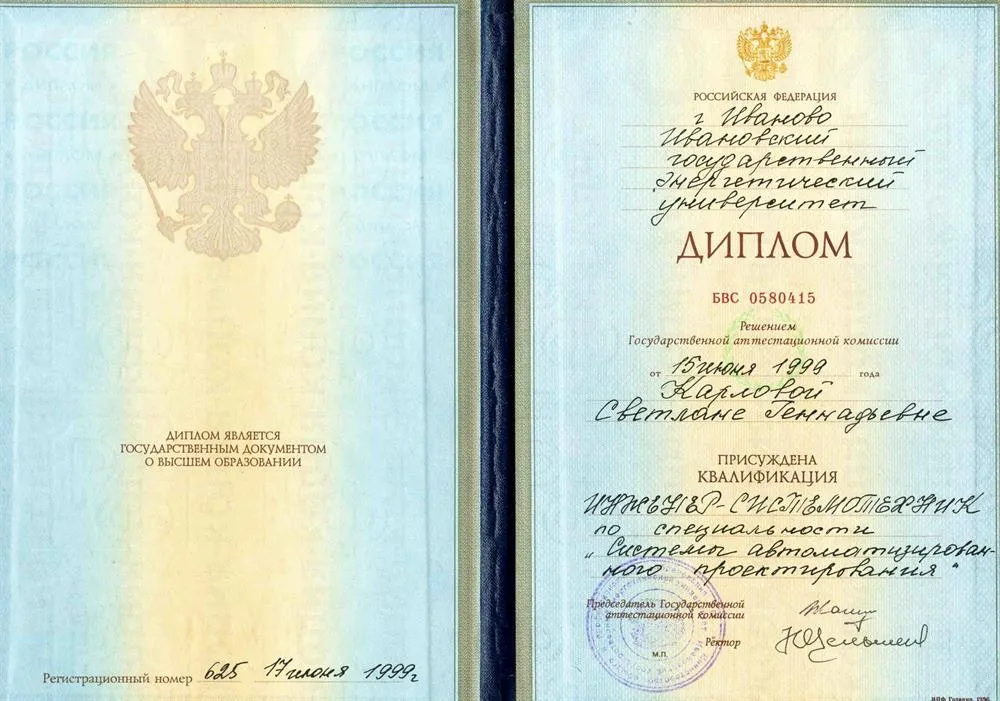 ДИПЛОМ ЯВЛЯЕТСЯ
ГОСУДАРСТВЕННЫМ ДОКУМЕНТОМ
О ВЫСШЕМ ОБРАЗОВАНИИ
Регистрационный номер 625 17 июня 1999г
РОССИЙСКАЯ ФЕДЕРАЦИЯ
г Иваново
Ивановский
государственный
энергетический
университет
ДИПЛОМ
БВС 0580415
Решением
Государственной аттестационной комиссии
от 15 июня 1999 года
Карловой
Светлане Геннадьевне
ПРИСУЖДЕНА
КВАЛИФИКАЦИЯ
ИНЖЕНЕР-СИСТЕМОТЕХНИК
по специальности
„Системы автоматизирован-
ного проектирования"
Председатель Государственной
аттестационной комиссии
Ректор
М.П.